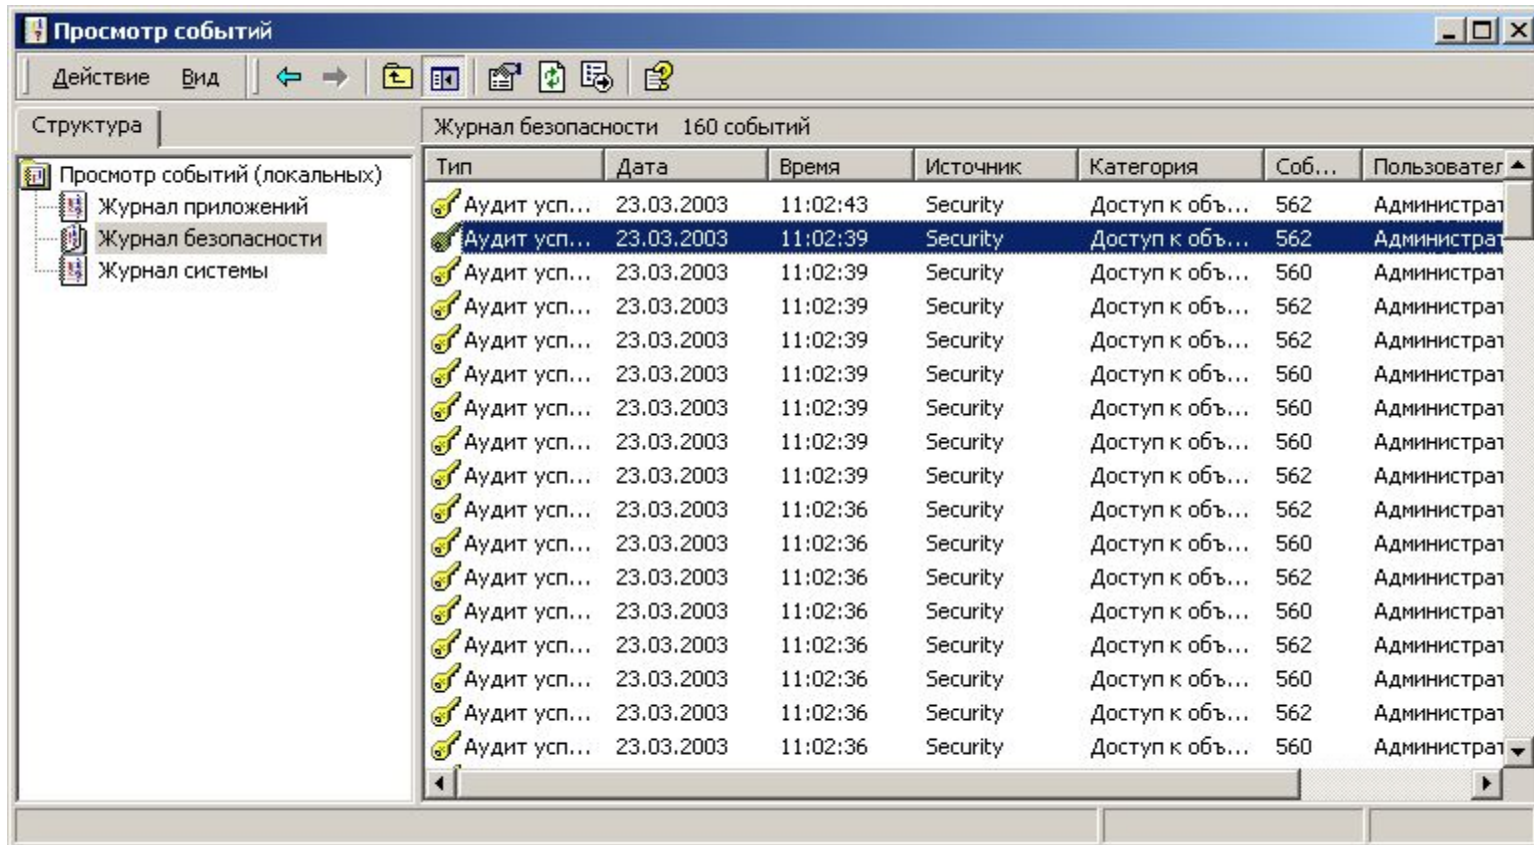 Просмотр событий
Действие Вид
Структура
Журнал безопасности 160 событий
Просмотр событий (локальных)
Журнал приложений
Журнал безопасности
Журнал системы
Тип Дата Время Источник Категория Соб... Пользовател
Аудит усп... 23.03.2003 11:02:43 Security Доступ к объ... 562 Администрат
Аудит усп... 23.03.2003 11:02:39 Security Доступ к объ... 562 Администрат
Аудит усп... 23.03.2003 11:02:39 Security Доступ к объ... 560 Администрат
Аудит усп... 23.03.2003 11:02:39 Security Доступ к объ... 562 Администрат
Аудит усп... 23.03.2003 11:02:39 Security Доступ к объ... 562 Администрат
Аудит усп... 23.03.2003 11:02:39 Security Доступ к объ... 560 Администрат
Аудит усп... 23.03.2003 11:02:39 Security Доступ к объ... 560 Администрат
Аудит усп... 23.03.2003 11:02:39 Security Доступ к объ... 560 Администрат
Аудит усп... 23.03.2003 11:02:39 Security Доступ к объ... 562 Администрат
Аудит усп... 23.03.2003 11:02:36 Security Доступ к объ... 562 Администрат
Аудит усп... 23.03.2003 11:02:36 Security Доступ к объ... 560 Администрат
Аудит усп... 23.03.2003 11:02:36 Security Доступ к объ... 562 Администрат
Аудит усп... 23.03.2003 11:02:36 Security Доступ к объ... 560 Администрат
Аудит усп... 23.03.2003 11:02:36 Security Доступ к объ... 562 Администрат
Аудит усп... 23.03.2003 11:02:36 Security Доступ к объ... 560 Администрат
Аудит усп... 23.03.2003 11:02:36 Security Доступ к объ... 562 Администрат
Аудит усп... 23.03.2003 11:02:36 Security Доступ к объ... 560 Администрат